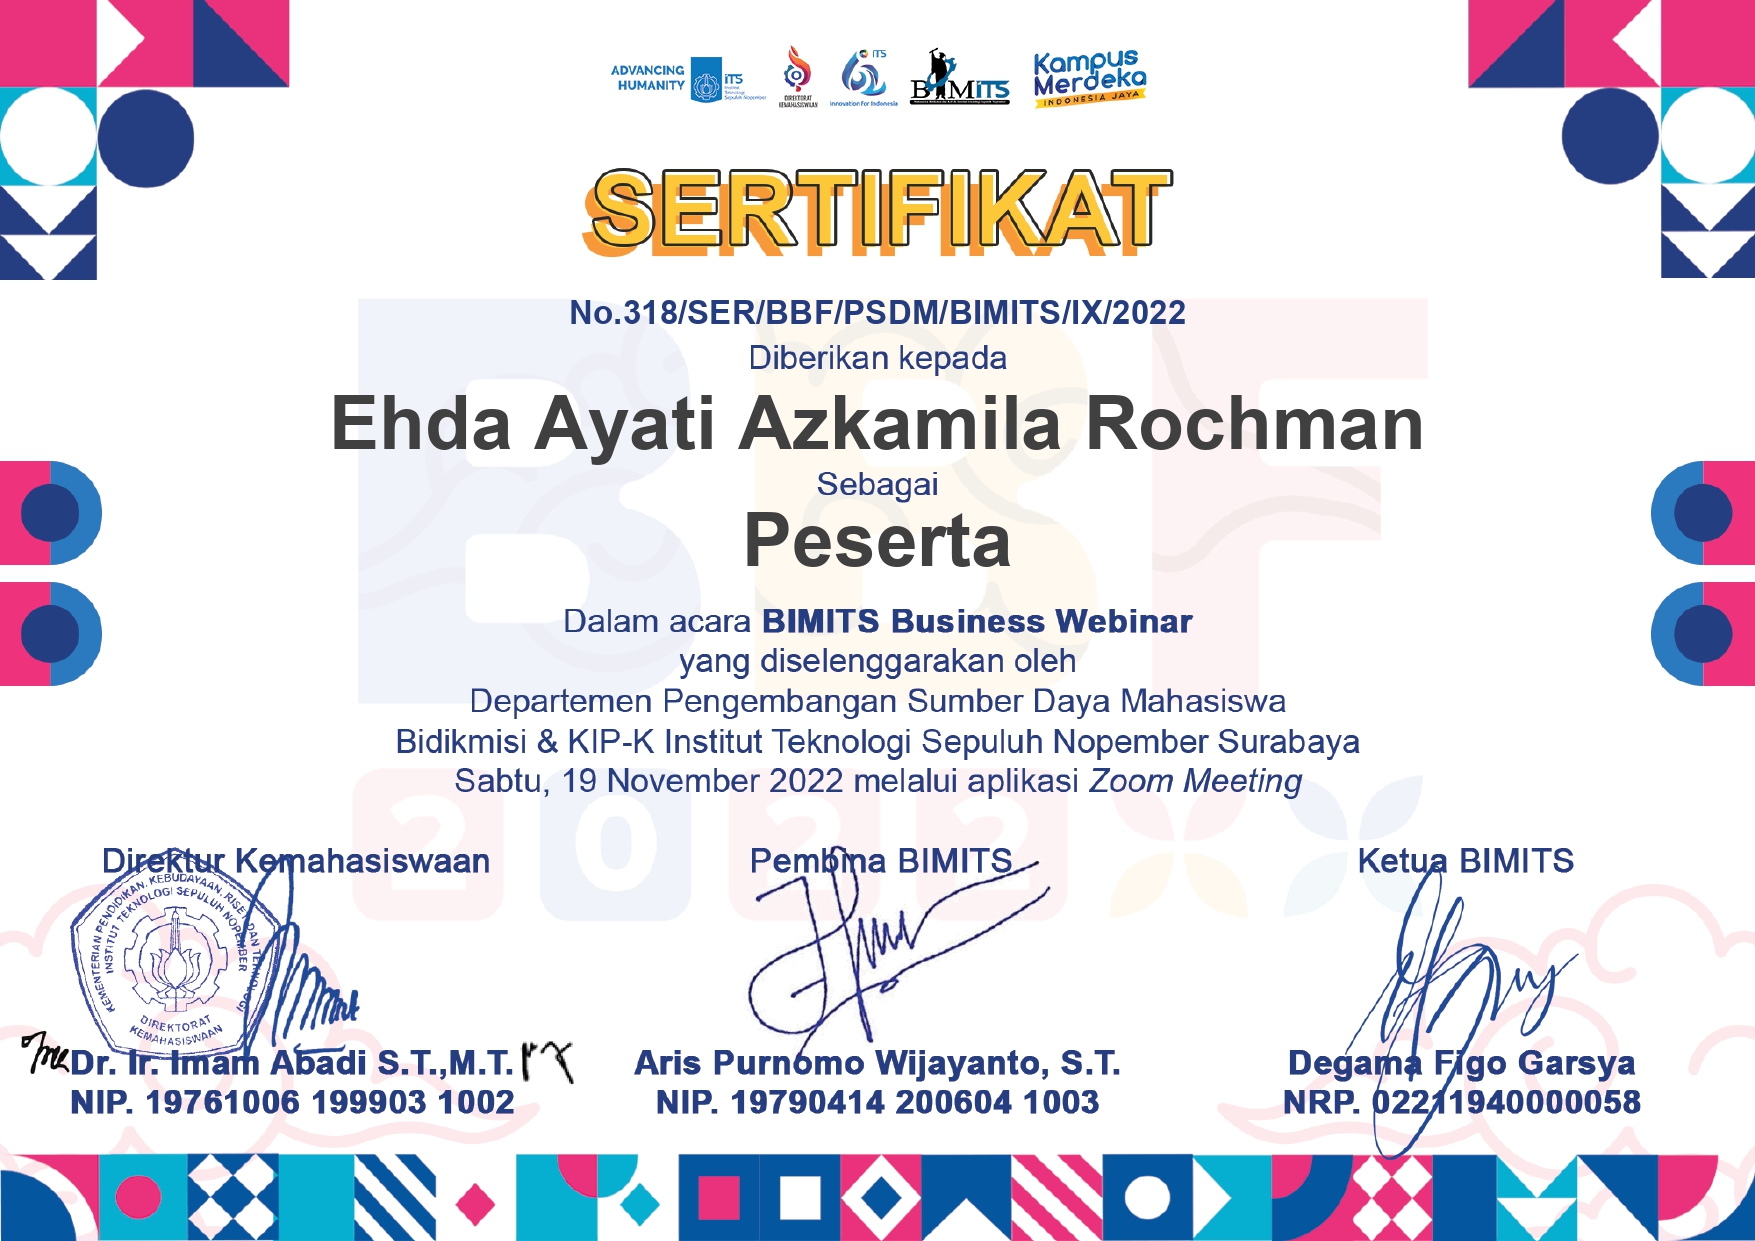 ADVANCING
HUMANITY
ITS
Institut
Teknologi
Sepuluh Nopember
DIREKTORAT
KEMAHASISWAAN
ITS
Innovation For Indonesia
BIMITS
Kampus
Merdeka
INDONESIA JAYA
SERTIFIKAT
No.318/SER/BBF/PSDM/BIMITS/IX/2022
Diberikan kepada
Ehda Ayati Azkamila Rochman
Sebagai
Peserta
Dalam acara BIMITS Business Webinar
yang diselenggarakan oleh
Departemen Pengembangan Sumber Daya Mahasiswa
Bidikmisi & KIP-K Institut Teknologi Sepuluh Nopember Surabaya
Sabtu, 19 November 2022 melalui aplikasi Zoom Meeting
BBF
2022
Direktur Kemahasiswaan
KEMENTERIAN PENDIDIKAN, KEBUDAYAAN, RISET, DAN TEKNOLOGI
INSTITUT TEKNOLOGI SEPULUH NOPEMBER
DIREKTORAT
KEMAHASISWAAN
Dr. Ir. Imam Abadi S.T.,M.T.
NIP. 19761006 199903 1002
Pembina BIMITS
Aris Purnomo Wijayanto, S.T.
NIP. 19790414 200604 1003
Ketua BIMITS
Degama Figo Garsya
NRP. 02211940000058